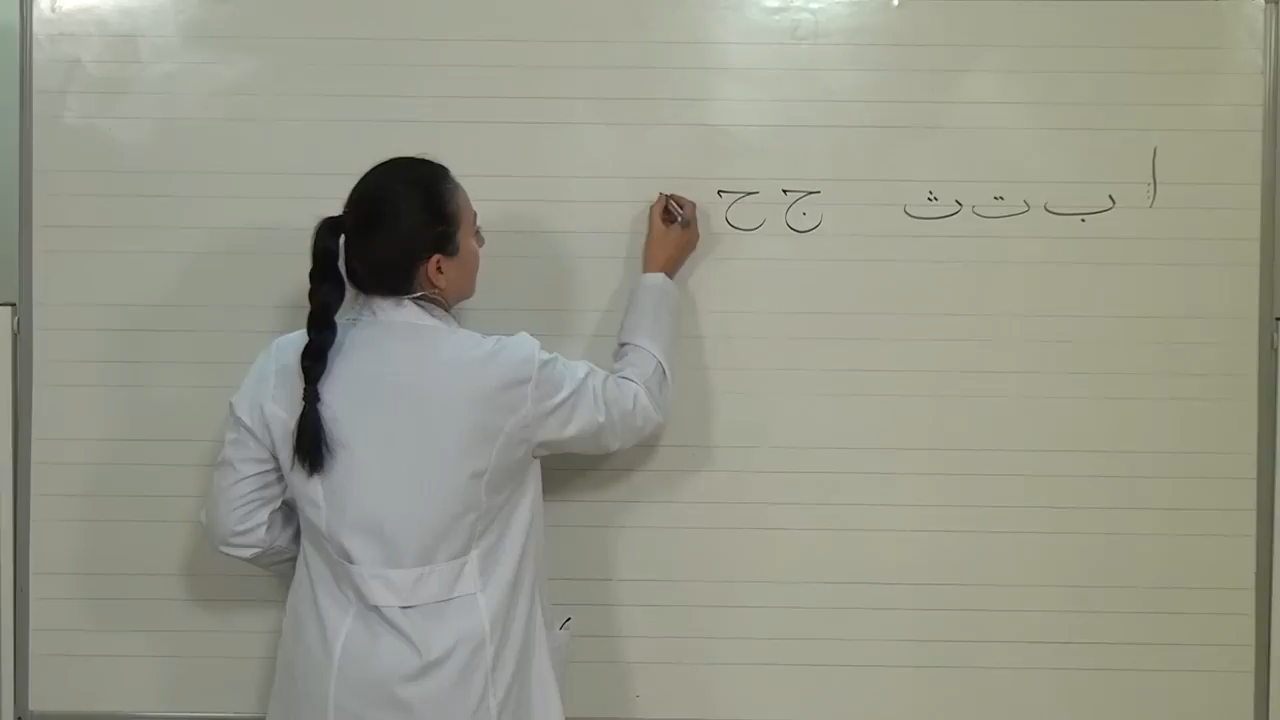 ا ب ت ث ج ح